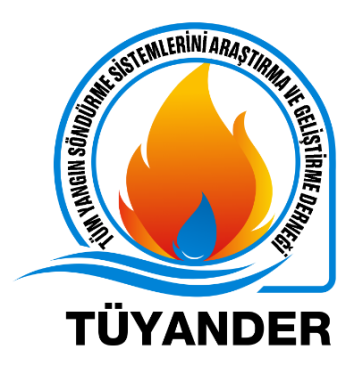 TÜM YANGIN SÖNDÜRME SİSTEMLERİNİ ARAŞTIRMA VE GELİŞTİRME DERNEĞİ
TÜYANDER